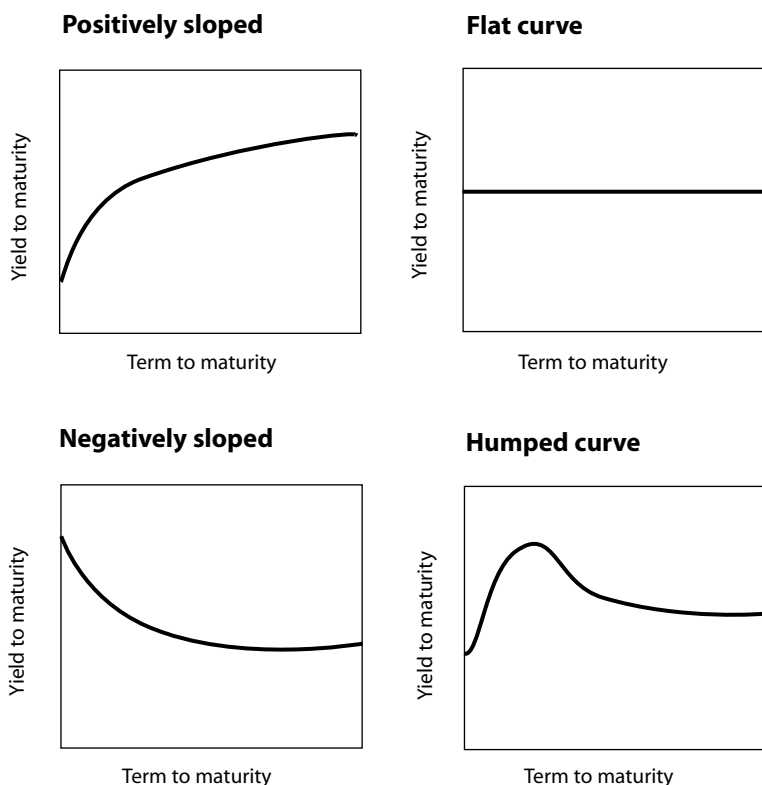 Positively sloped
Flat curve
Yield to maturity
Yield to maturity
Term to maturity
Term to maturity
Negatively sloped
Humped curve
Yield to maturity
Yield to maturity
Term to maturity
Term to maturity